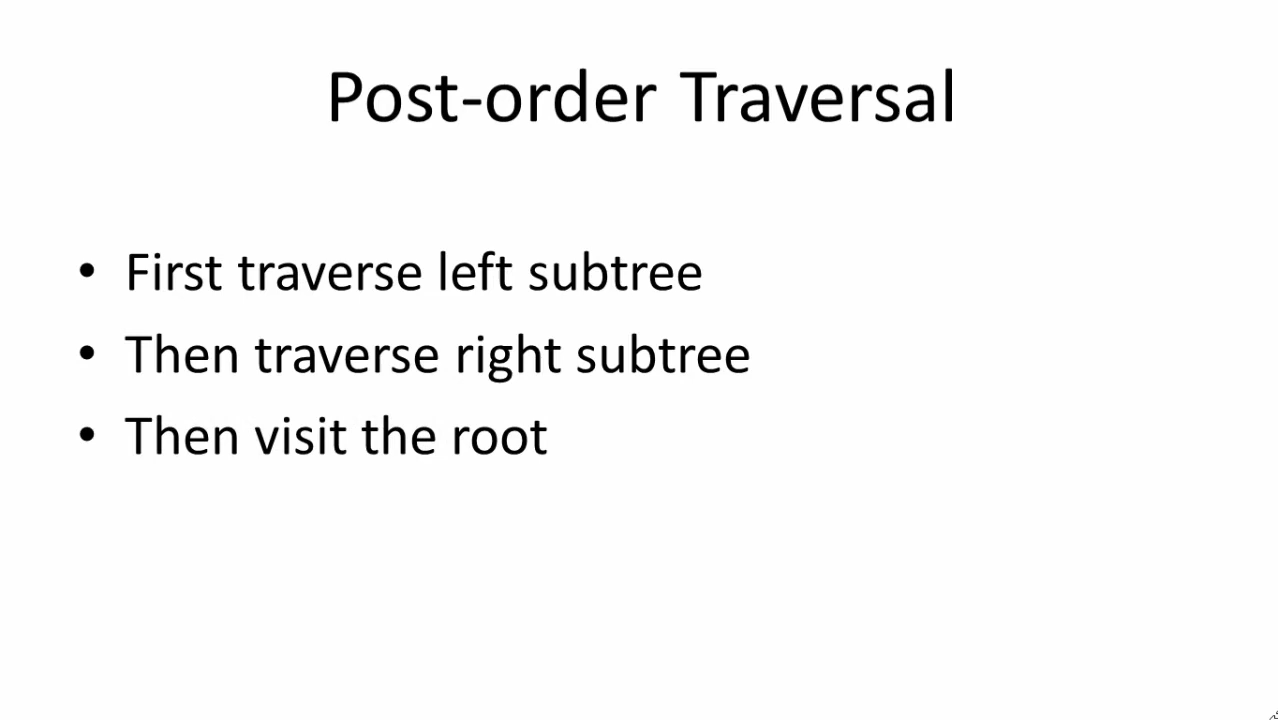 Post-order Traversal
• First traverse left subtree
• Then traverse right subtree
• Then visit the root